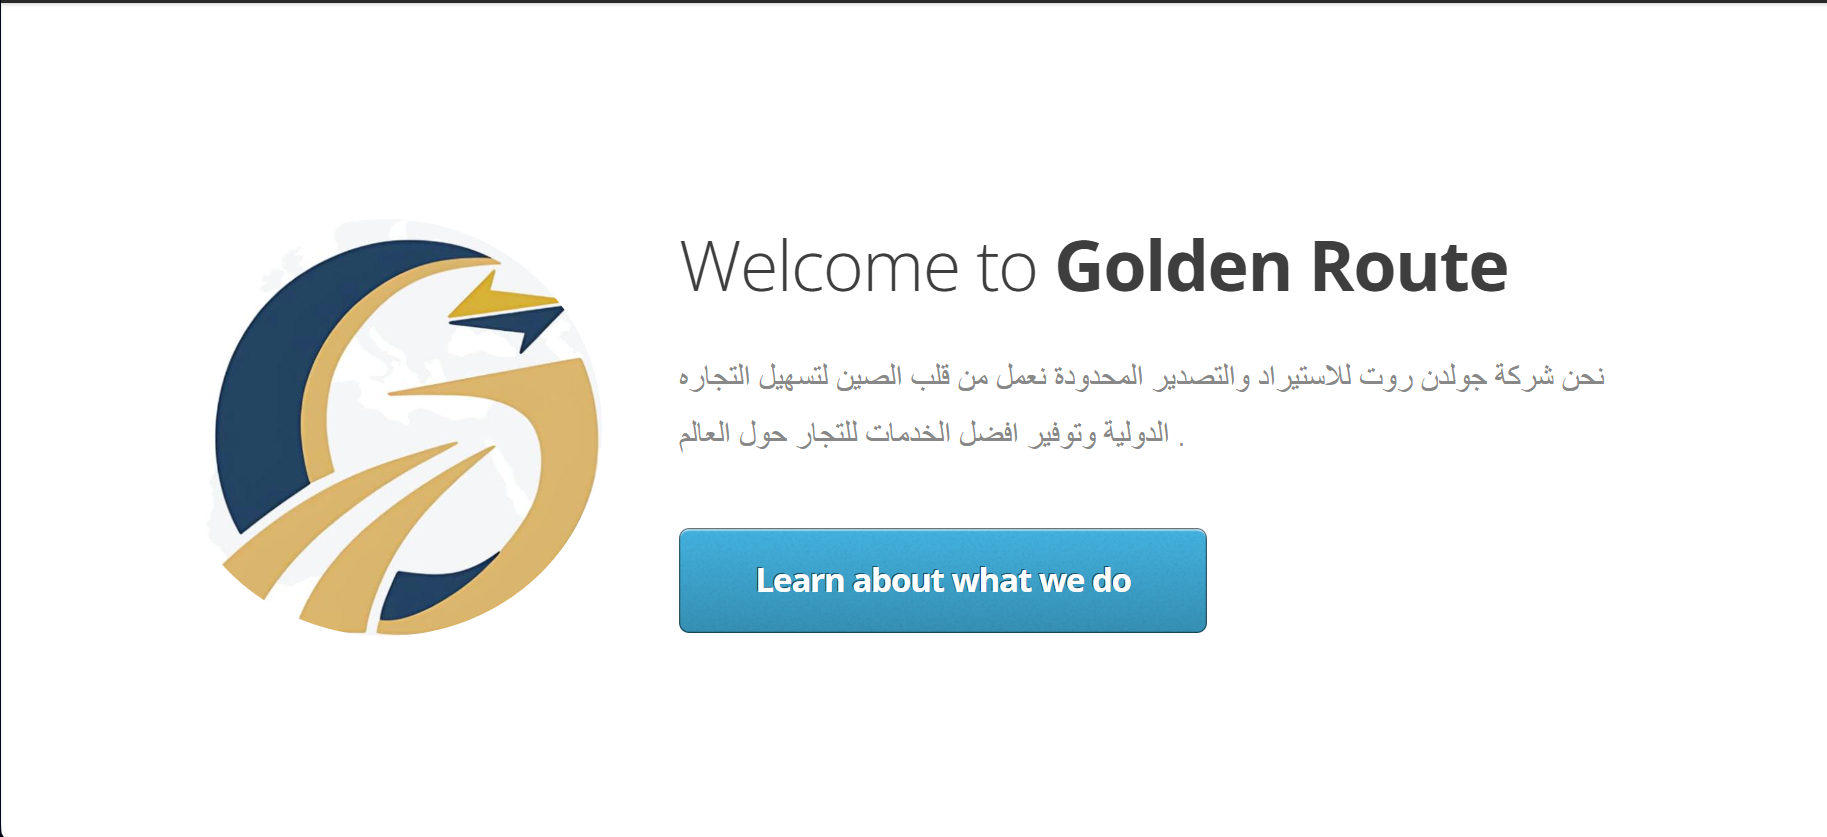 Welcome to Golden Route
نحن شركة جولدن روت للاستيراد والتصدير المحدودة نعمل من قلب الصين لتسهيل التجاره
الدولية وتوفير افضل الخدمات للتجار حول العالم .
Learn about what we do